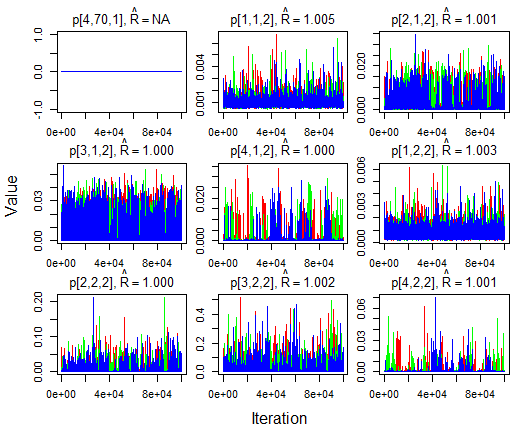 p[4,70,1], R̂ = NA
p[1,1,2], R̂ = 1.005
p[2,1,2], R̂ = 1.001
-1.0 0.0 1.0
0.001 0.004
0.000 0.020
0e+00 4e+04 8e+04
0e+00 4e+04 8e+04
0e+00 4e+04 8e+04
p[3,1,2], R̂ = 1.000
p[4,1,2], R̂ = 1.000
p[1,2,2], R̂ = 1.003
Value
0.00 0.03
0.000 0.020
0.000 0.003 0.006
0e+00 4e+04 8e+04
0e+00 4e+04 8e+04
0e+00 4e+04 8e+04
p[2,2,2], R̂ = 1.000
p[3,2,2], R̂ = 1.002
p[4,2,2], R̂ = 1.001
0.00 0.10 0.20
0.0 0.2 0.4
0.00 0.03 0.06
0e+00 4e+04 8e+04
0e+00 4e+04 8e+04
0e+00 4e+04 8e+04
Iteration